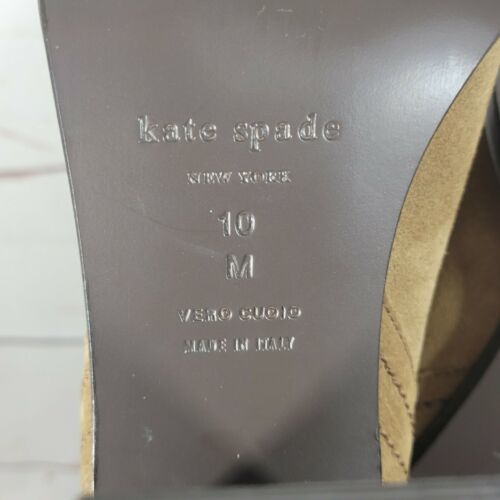 kate spade
NEW YORK
10
M
VERO CUOIO
MADE IN ITALY